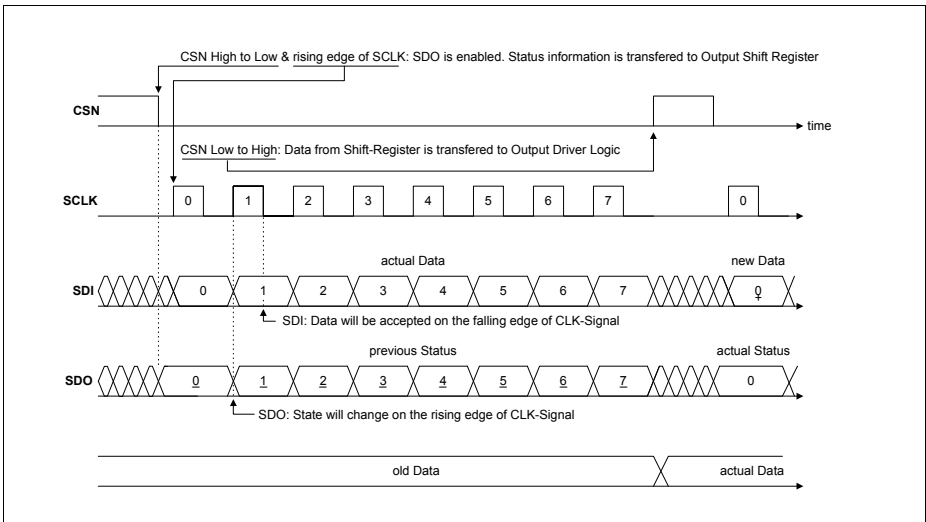 CSN High to Low & rising edge of SCLK: SDO is enabled. Status information is transfered to Output Shift Register
CSN
time
CSN Low to High: Data from Shift-Register is transfered to Output Driver Logic
SCLK
0 1 2 3 4 5 6 7 0
actual Data new Data
SDI
0 1 2 3 4 5 6 7 0
SDI: Data will be accepted on the falling edge of CLK-Signal
previous Status actual Status
SDO
0 1 2 3 4 5 6 7 0
SDO: State will change on the rising edge of CLK-Signal
old Data actual Data